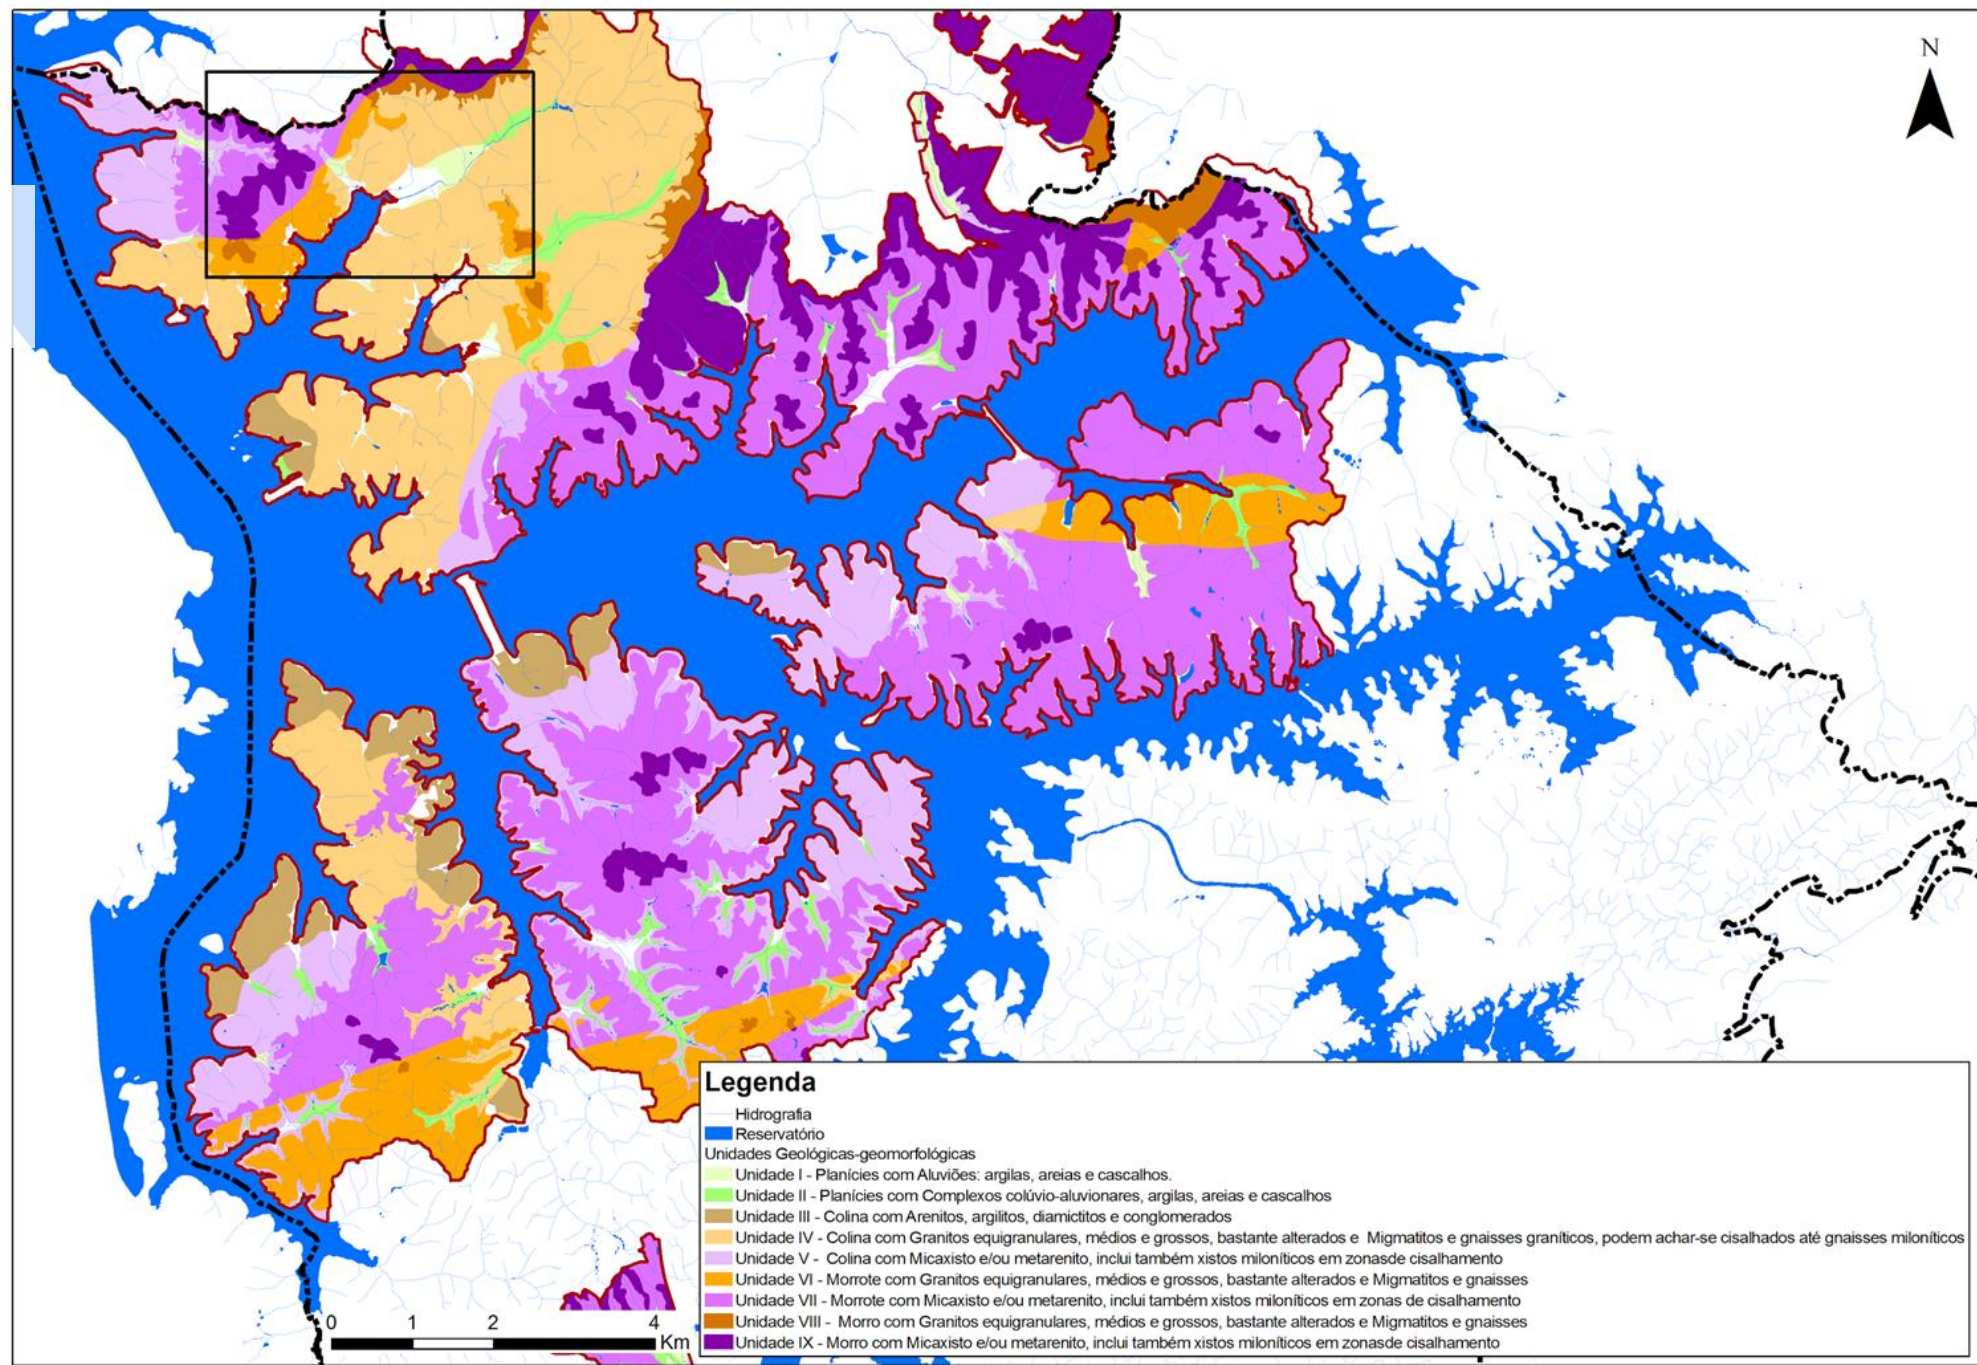 N
Legenda
Hidrografia
Reservatório
Unidades Geológicas-geomorfológicas
Unidade I - Planícies com Aluviões: argilas, areias e cascalhos.
Unidade II - Planícies com Complexos colúvio-aluvionares, argilas, areias e cascalhos
Unidade III - Colina com Arenitos, argilitos, diamictitos e conglomerados
Unidade IV - Colina com Granitos equigranulares, médios e grossos, bastante alterados e Migmatitos e gnaisses graníticos, podem achar-se cisalhados até gnaisses miloníticos
Unidade V - Colina com Micaxisto e/ou metarenito, inclui também xistos miloníticos em zonasde cisalhamento
Unidade VI - Morrote com Granitos equigranulares, médios e grossos, bastante alterados e Migmatitos e gnaisses
Unidade VII - Morrote com Micaxisto e/ou metarenito, inclui também xistos miloníticos em zonas de cisalhamento
Unidade VIII - Morro com Granitos equigranulares, médios e grossos, bastante alterados e Migmatitos e gnaisses
Unidade IX - Morro com Micaxisto e/ou metarenito, inclui também xistos miloníticos em zonasde cisalhamento
0 1 2 4
Km